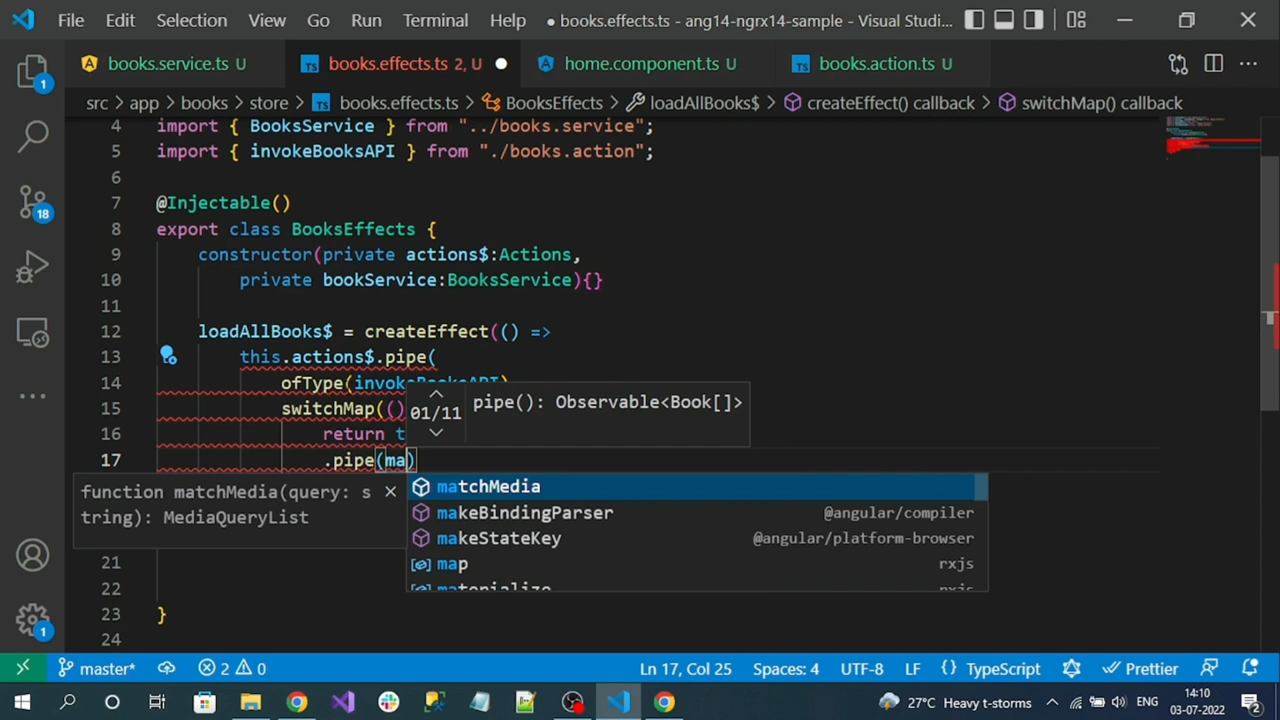 File Edit Selection View Go Run Terminal Help ● books.effects.ts - ang14-ngrx14-sample - Visual Studi...
books.service.ts U books.effects.ts 2, U ● home.component.ts U books.action.ts U
src > app > books > store > books.effects.ts > BooksEffects > loadAllBooks$ > createEffect() callback > switchMap() callback
4 import { BooksService } from "../books.service";
5 import { invokeBooksAPI } from "./books.action";
6
7 @Injectable()
8 export class BooksEffects {
9 constructor(private actions$:Actions,
10 private bookService:BooksService){}
11
12 loadAllBooks$ = createEffect(() =>
13 this.actions$.pipe(
14 ofType(invokeBooksAPI)
15 switchMap(()
01/11 pipe(): Observable<Book[]>
16 return t
17 .pipe(ma)
function matchMedia(query: s
tring): MediaQueryList
matchMedia
makeBindingParser @angular/compiler
makeStateKey @angular/platform-browser
map rxjs
materialize rxjs
21
22
23 }
24
1
18
1
master* 2 0 Ln 17, Col 25 Spaces: 4 UTF-8 LF {} TypeScript Prettier
27°C Heavy t-storms ENG 14:10
03-07-2022 2